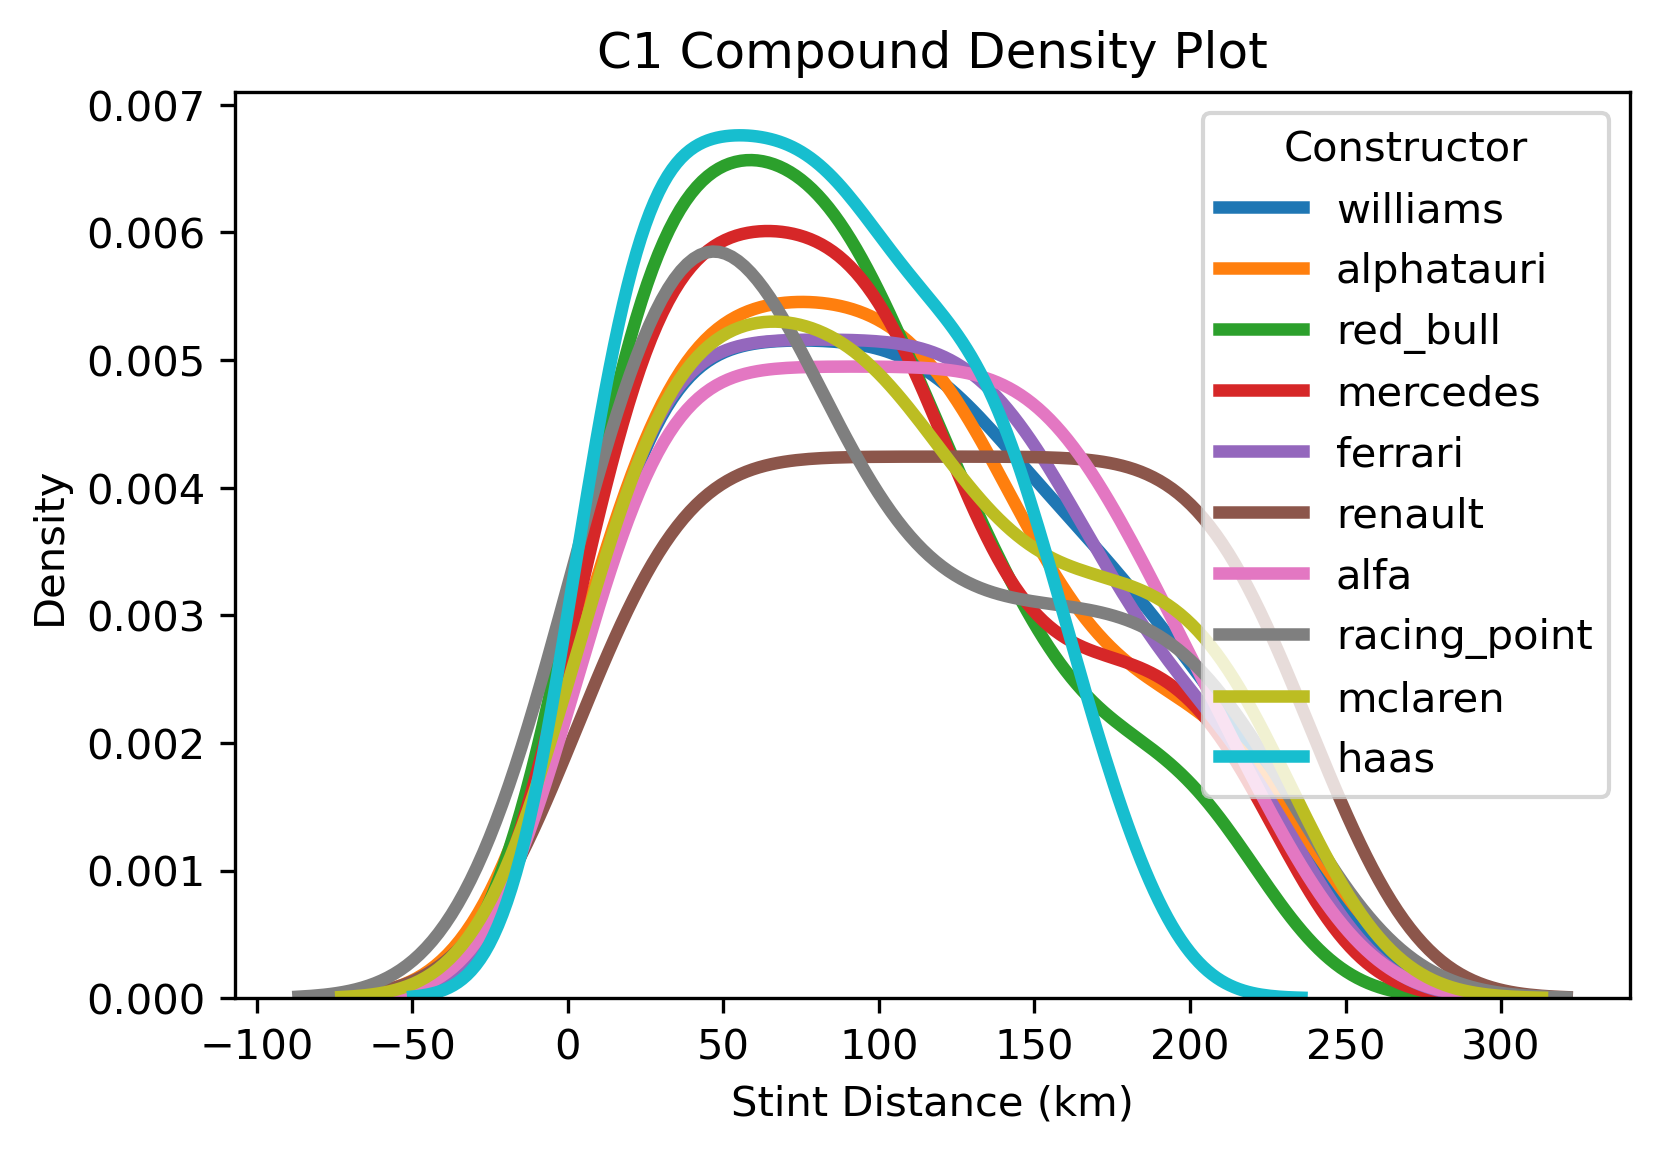 C1 Compound Density Plot
0.007
0.006
0.005
0.004
0.003
0.002
0.001
0.000
Density
−100 −50 0 50 100 150 200 250 300
Stint Distance (km)
Constructor
williams
alphatauri
red_bull
mercedes
ferrari
renault
alfa
racing_point
mclaren
haas